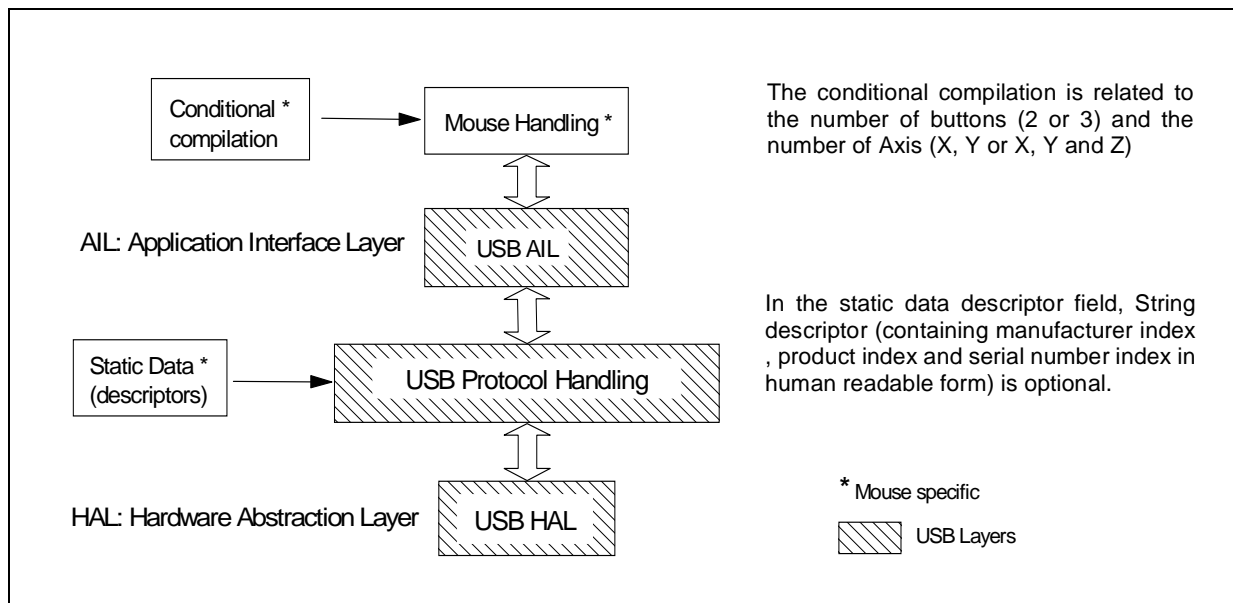 Conditional *
compilation
Mouse Handling *
The conditional compilation is related to
the number of buttons (2 or 3) and the
number of Axis (X, Y or X, Y and Z)
AIL: Application Interface Layer
USB AIL
Static Data *
(descriptors)
USB Protocol Handling
In the static data descriptor field, String
descriptor (containing manufacturer index
, product index and serial number index in
human readable form) is optional.
HAL: Hardware Abstraction Layer
USB HAL
* Mouse specific
USB Layers